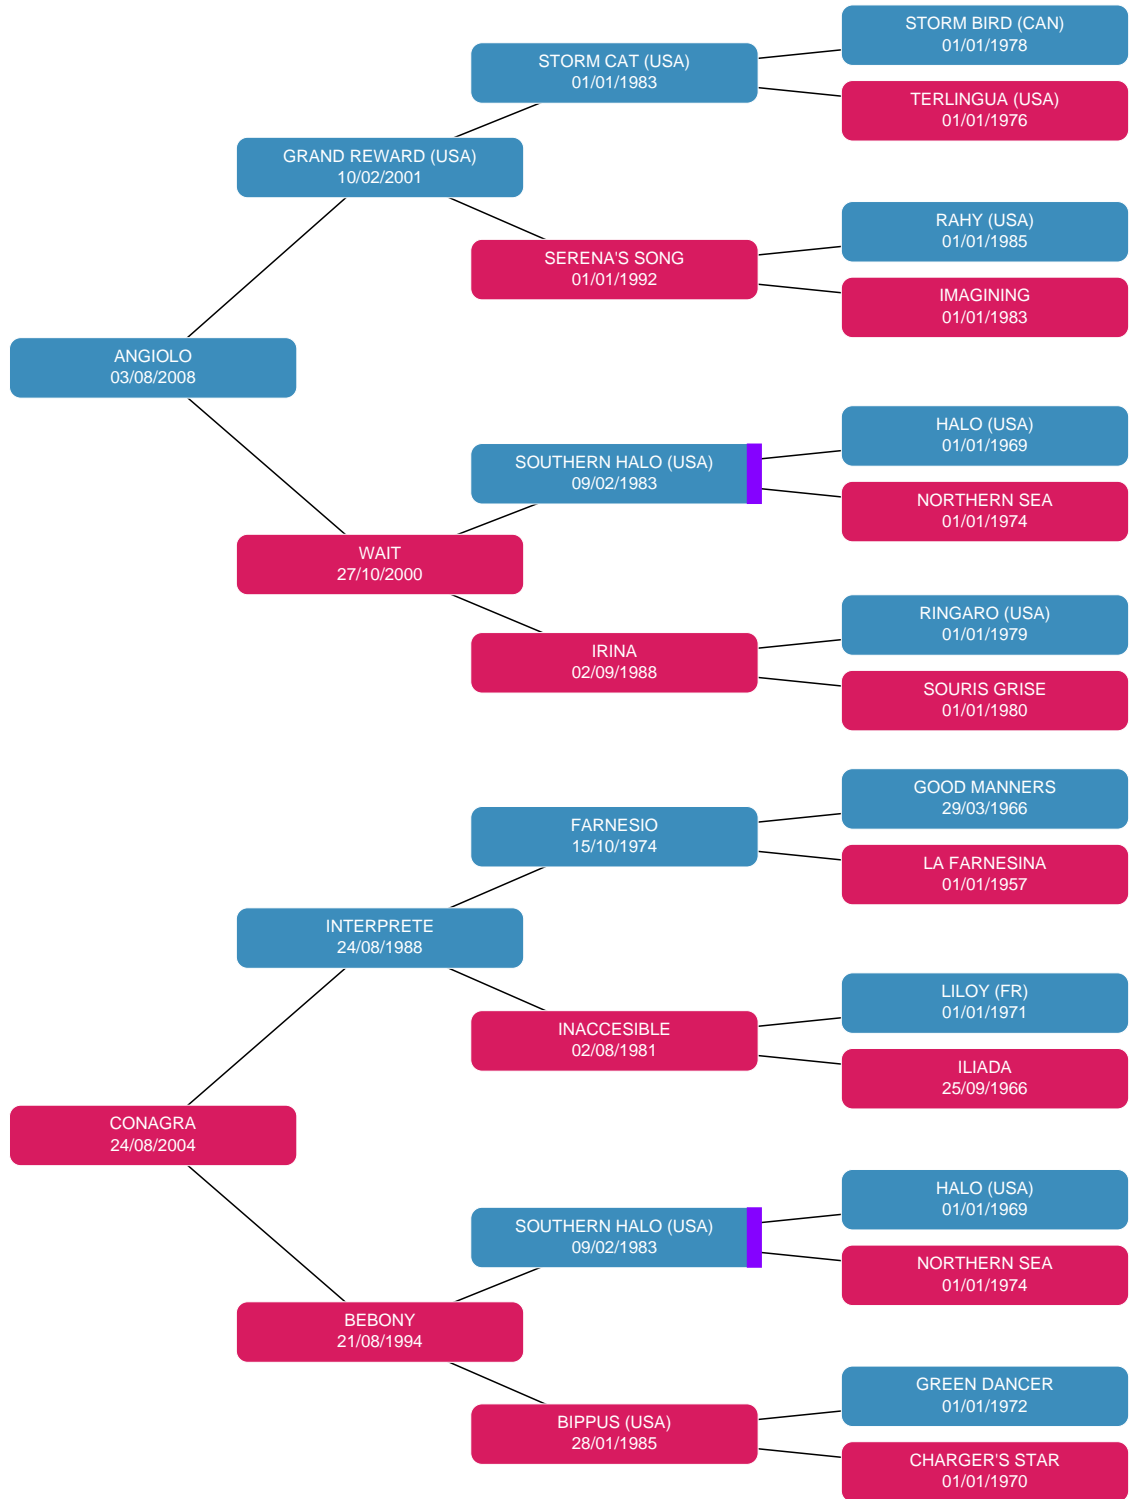 STORM BIRD (CAN)
01/01/1978
STORM CAT (USA)
01/01/1983
TERLINGUA (USA)
01/01/1976
GRAND REWARD (USA)
10/02/2001
RAHY (USA)
01/01/1985
SERENA'S SONG
01/01/1992
IMAGINING
01/01/1983
ANGIOLO
03/08/2008
HALO (USA)
01/01/1969
SOUTHERN HALO (USA)
09/02/1983
NORTHERN SEA
01/01/1974
WAIT
27/10/2000
RINGARO (USA)
01/01/1979
IRINA
02/09/1988
SOURIS GRISE
01/01/1980
GOOD MANNERS
29/03/1966
FARNESIO
15/10/1974
LA FARNESINA
01/01/1957
INTERPRETE
24/08/1988
LILOY (FR)
01/01/1971
INACCESIBLE
02/08/1981
ILIADA
25/09/1966
CONAGRA
24/08/2004
HALO (USA)
01/01/1969
SOUTHERN HALO (USA)
09/02/1983
NORTHERN SEA
01/01/1974
BEBONY
21/08/1994
GREEN DANCER
01/01/1972
BIPPUS (USA)
28/01/1985
CHARGER'S STAR
01/01/1970